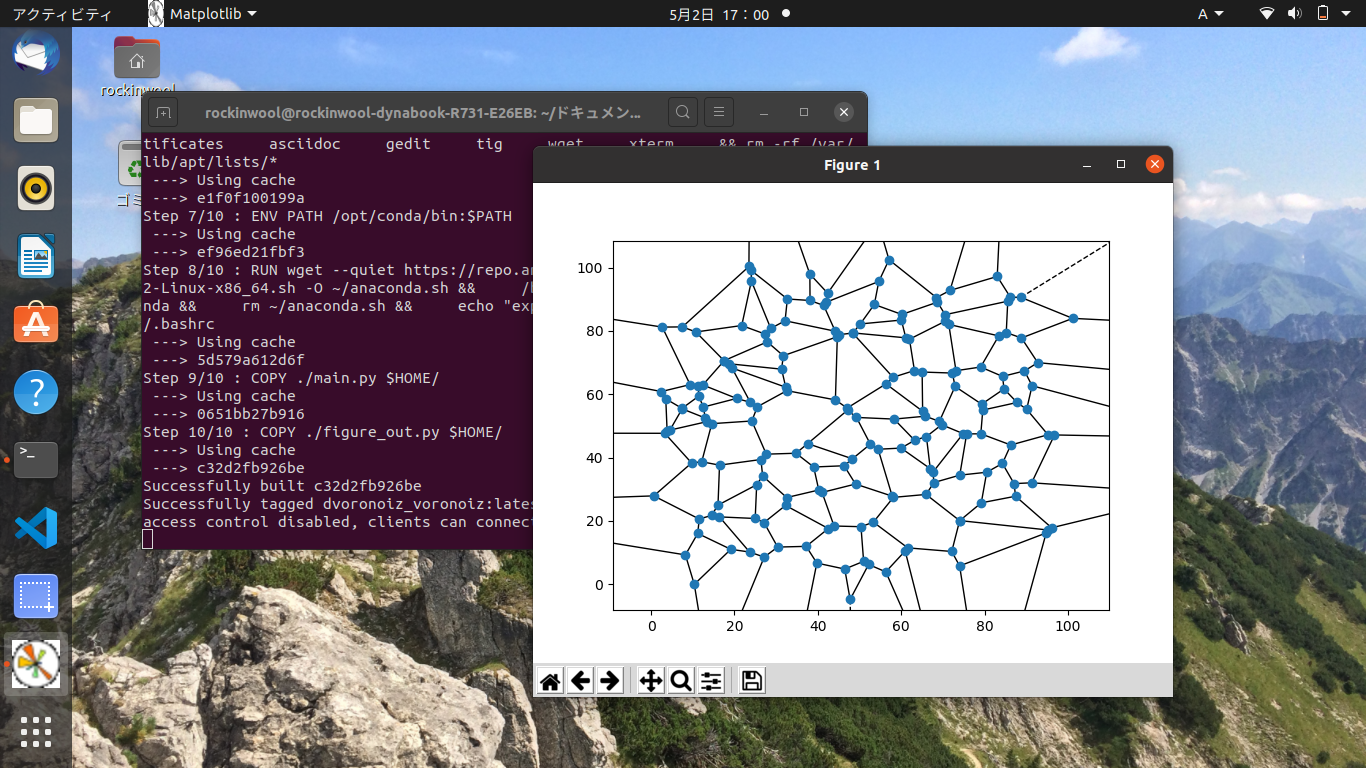 アクティビティ
Matplotlib
5月2日 17：00
A
rockinwool
ゴミ
rockinwool@rockinwool-dynabook-R731-E26EB: ~/ドキュメン...
tificates asciidoc gedit tig wget xterm && rm -rf /var/
lib/apt/lists/*
---> Using cache
---> e1f0f100199a
Step 7/10 : ENV PATH /opt/conda/bin:$PATH
---> Using cache
---> ef96ed21fbf3
Step 8/10 : RUN wget --quiet https://repo.an
2-Linux-x86_64.sh -O ~/anaconda.sh && /b
nda && rm ~/anaconda.sh && echo "exp
/.bashrc
---> Using cache
---> 5d579a612d6f
Step 9/10 : COPY ./main.py $HOME/
---> Using cache
---> 0651bb27b916
Step 10/10 : COPY ./figure_out.py $HOME/
---> Using cache
---> c32d2fb926be
Successfully built c32d2fb926be
Successfully tagged dvoronoiz_voronoiz:lates
access control disabled, clients can connect
Figure 1
100
80
60
40
20
0
0 20 40 60 80 100